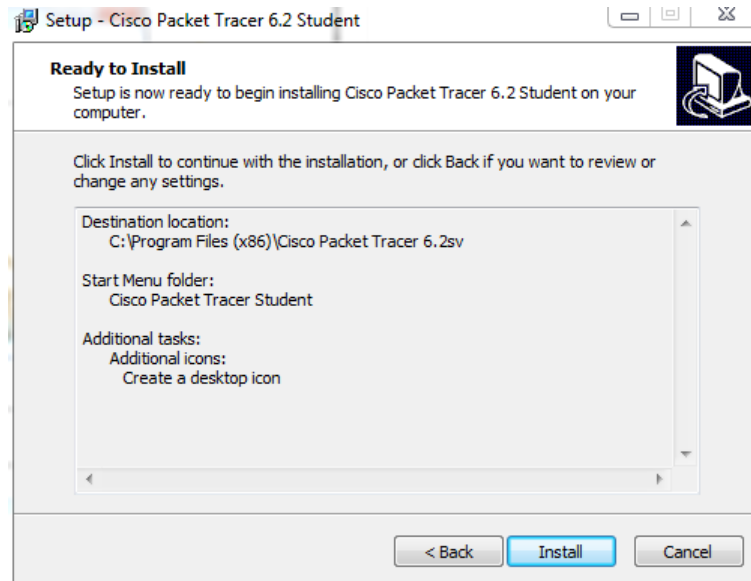 Setup - Cisco Packet Tracer 6.2 Student
Ready to Install
Setup is now ready to begin installing Cisco Packet Tracer 6.2 Student on your
computer.
Click Install to continue with the installation, or click Back if you want to review or
change any settings.
Destination location:
C:\Program Files (x86)\Cisco Packet Tracer 6.2sv
Start Menu folder:
Cisco Packet Tracer Student
Additional tasks:
Additional icons:
Create a desktop icon
< Back
Install
Cancel